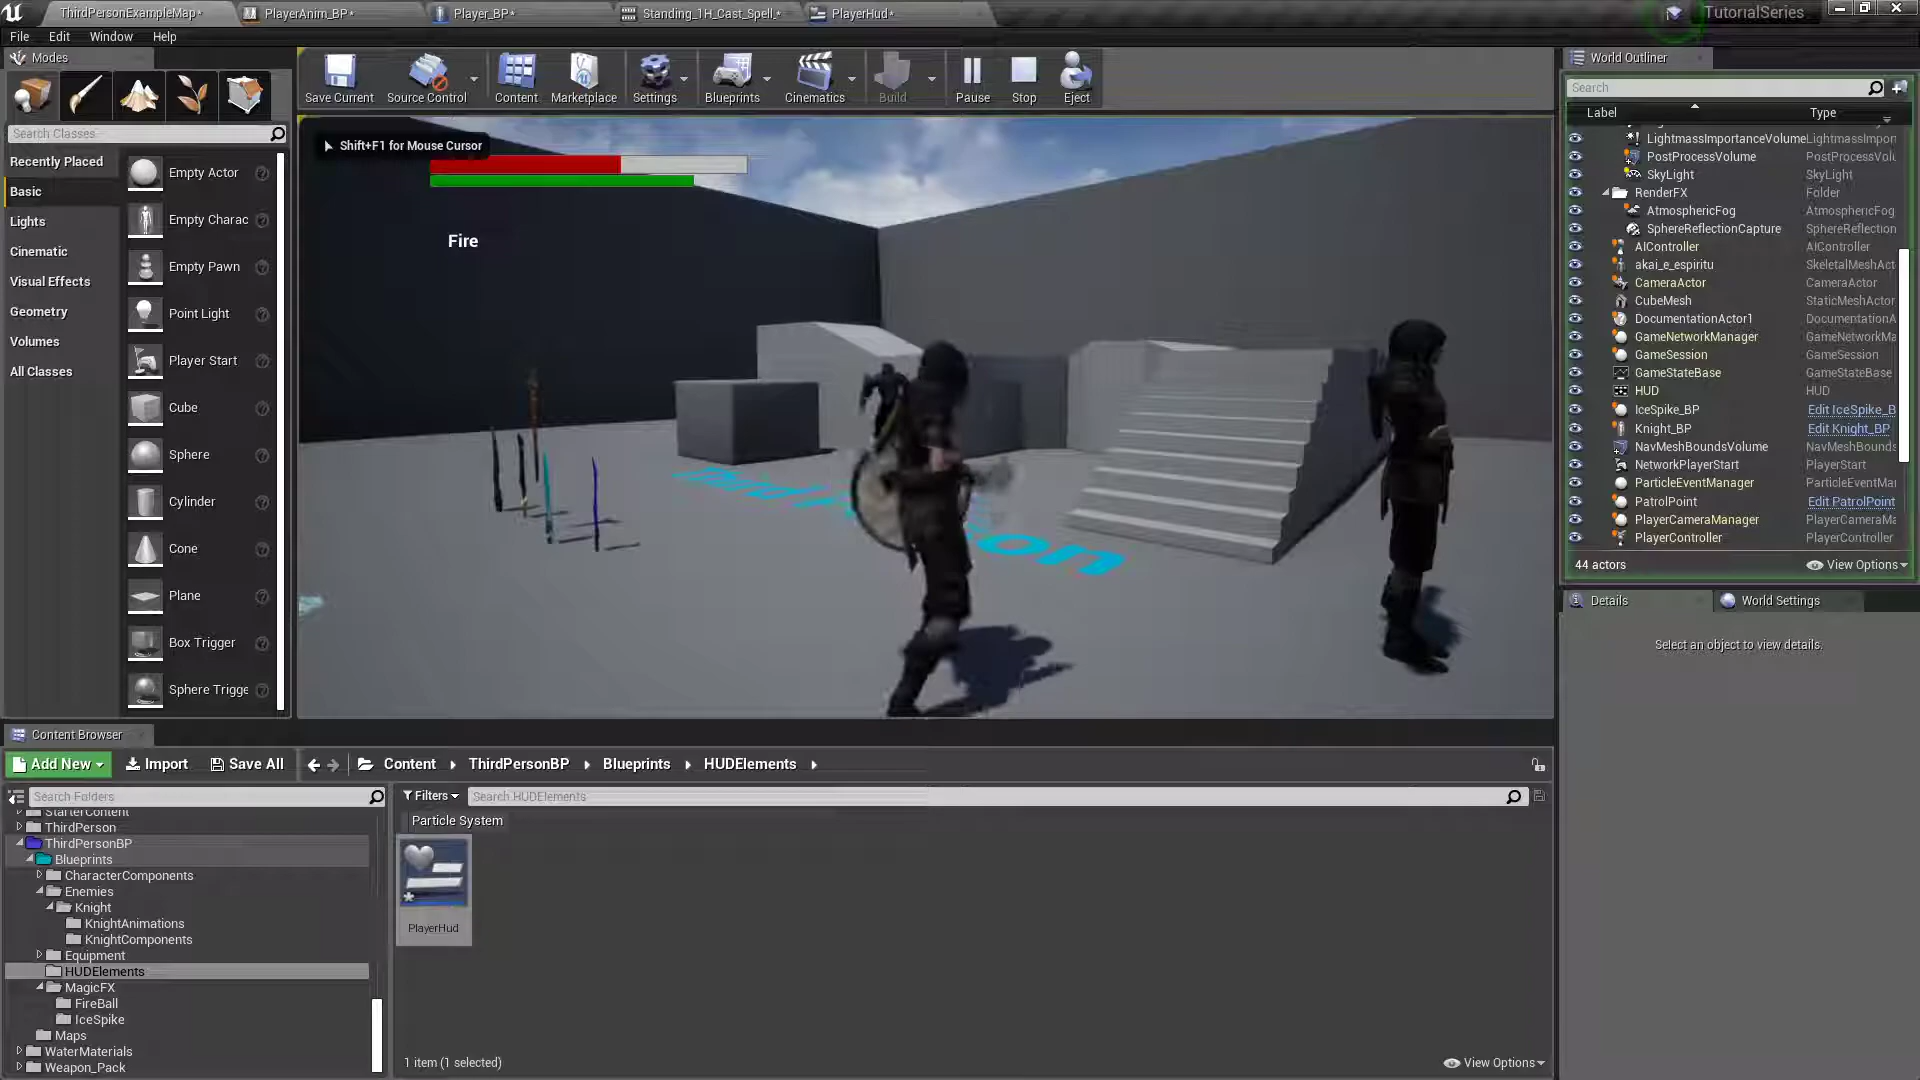 ThirdPersonExampleMap*
PlayerAnim_BP*
Player_BP*
Standing_1H_Cast_Spell_*
PlayerHud*
TutorialSeries
File Edit Window Help
Modes
Search Classes
Recently Placed
Basic
Lights
Cinematic
Visual Effects
Geometry
Volumes
All Classes
Empty Actor
Empty Charac
Empty Pawn
Point Light
Player Start
Cube
Sphere
Cylinder
Cone
Plane
Box Trigger
Sphere Trigge
Save Current
Source Control
Content
Marketplace
Settings
Blueprints
Cinematics
Build
Pause
Stop
Eject
Shift+F1 for Mouse Cursor
Fire
World Outliner
Search
Label Type
LightmassImportanceVolume LightmassImpor
PostProcessVolume PostProcessVolu
SkyLight SkyLight
RenderFX Folder
AtmosphericFog AtmosphericFog
SphereReflectionCapture SphereReflection
AIController AIController
akai_e_espiritu SkeletalMeshAct
CameraActor CameraActor
CubeMesh StaticMeshActor
DocumentationActor1 DocumentationA
GameNetworkManager GameNetworkMa
GameSession GameSession
GameStateBase GameStateBase
HUD HUD
IceSpike_BP Edit IceSpike_B
Knight_BP Edit Knight_BP
NavMeshBoundsVolume NavMeshBounds
NetworkPlayerStart PlayerStart
ParticleEventManager ParticleEventMa
PatrolPoint Edit PatrolPoint
PlayerCameraManager PlayerCameraMa
PlayerController PlayerController
44 actors View Options
Details World Settings
Select an object to view details.
Content Browser
Add New Import Save All Content ThirdPersonBP Blueprints HUDElements
Search Folders
StarterContent
ThirdPerson
ThirdPersonBP
Blueprints
CharacterComponents
Enemies
Knight
KnightAnimations
KnightComponents
Equipment
HUDElements
MagicFX
FireBall
IceSpike
Maps
WaterMaterials
Weapon_Pack
Filters Search HUDElements
Particle System
PlayerHud
1 item (1 selected) View Options